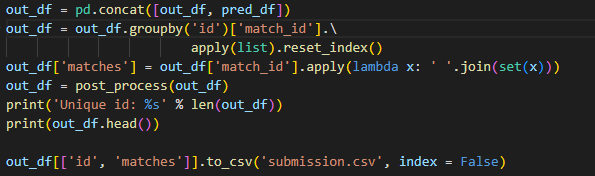 out_df = pd.concat([out_df, pred_df])
out_df = out_df.groupby('id')['match_id'].\
                        apply(list).reset_index()
out_df['matches'] = out_df['match_id'].apply(lambda x: ' '.join(set(x)))
out_df = post_process(out_df)
print('Unique id: %s' % len(out_df))
print(out_df.head())
out_df[['id', 'matches']].to_csv('submission.csv', index = False)